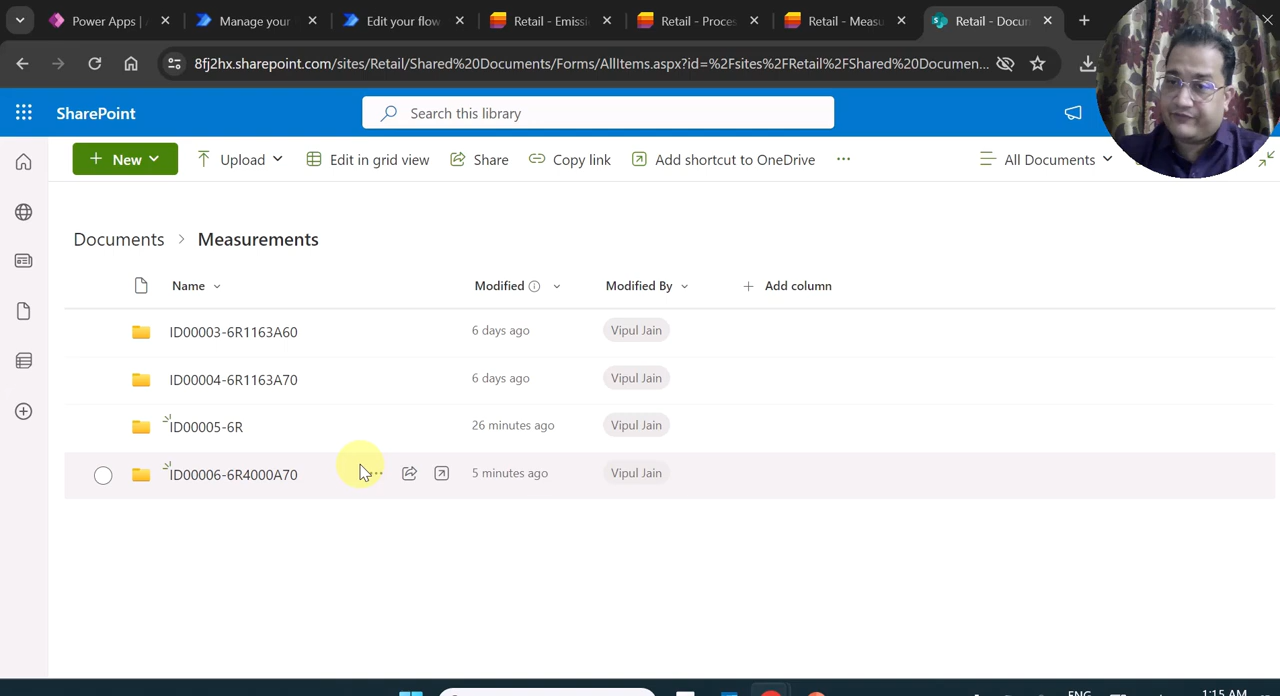 Power Apps |
Manage your
Edit your flow
Retail - Emissi
Retail - Proces
Retail - Measu
Retail - Docun
8fj2hx.sharepoint.com/sites/Retail/Shared%20Documents/Forms/AllItems.aspx?id=%2Fsites%2FRetail%2FShared%20Documen...
SharePoint
Search this library
New
Upload
Edit in grid view
Share
Copy link
Add shortcut to OneDrive
All Documents
Documents > Measurements
Name
Modified
Modified By
Add column
ID00003-6R1163A60 6 days ago Vipul Jain
ID00004-6R1163A70 6 days ago Vipul Jain
ID00005-6R 26 minutes ago Vipul Jain
ID00006-6R4000A70 5 minutes ago Vipul Jain
ENG
1:15 AM